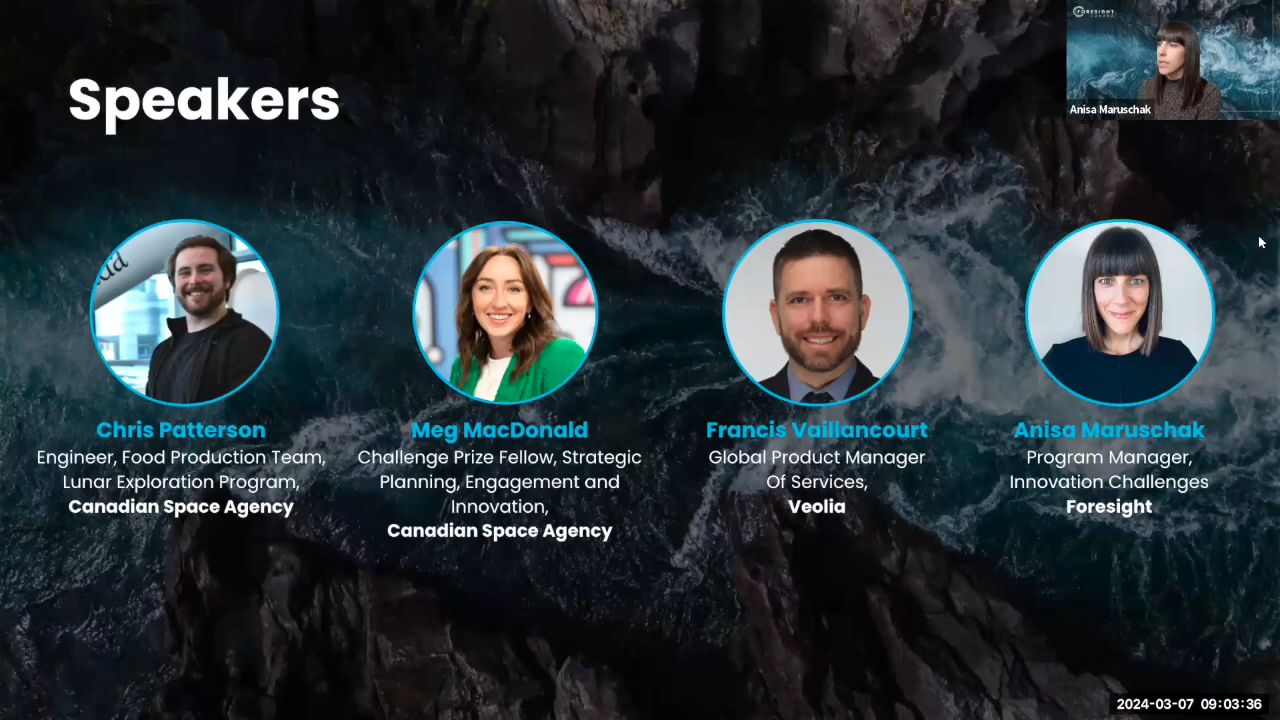 FORESIGHT
CANADA
Anisa Maruschak
Speakers
Chris Patterson
Engineer, Food Production Team,
Lunar Exploration Program,
Canadian Space Agency
Meg MacDonald
Challenge Prize Fellow, Strategic
Planning, Engagement and
Innovation,
Canadian Space Agency
Francis Vaillancourt
Global Product Manager
Of Services,
Veolia
Anisa Maruschak
Program Manager,
Innovation Challenges
Foresight
2024-03-07 09:03:36